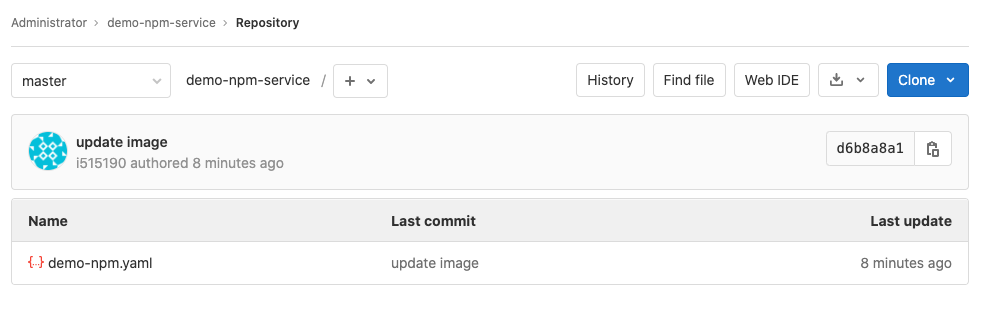 Administrator > demo-npm-service > Repository
master demo-npm-service / + History Find file Web IDE Clone
update image
i515190 authored 8 minutes ago
d6b8a8a1
Name Last commit Last update
{··} demo-npm.yaml update image 8 minutes ago